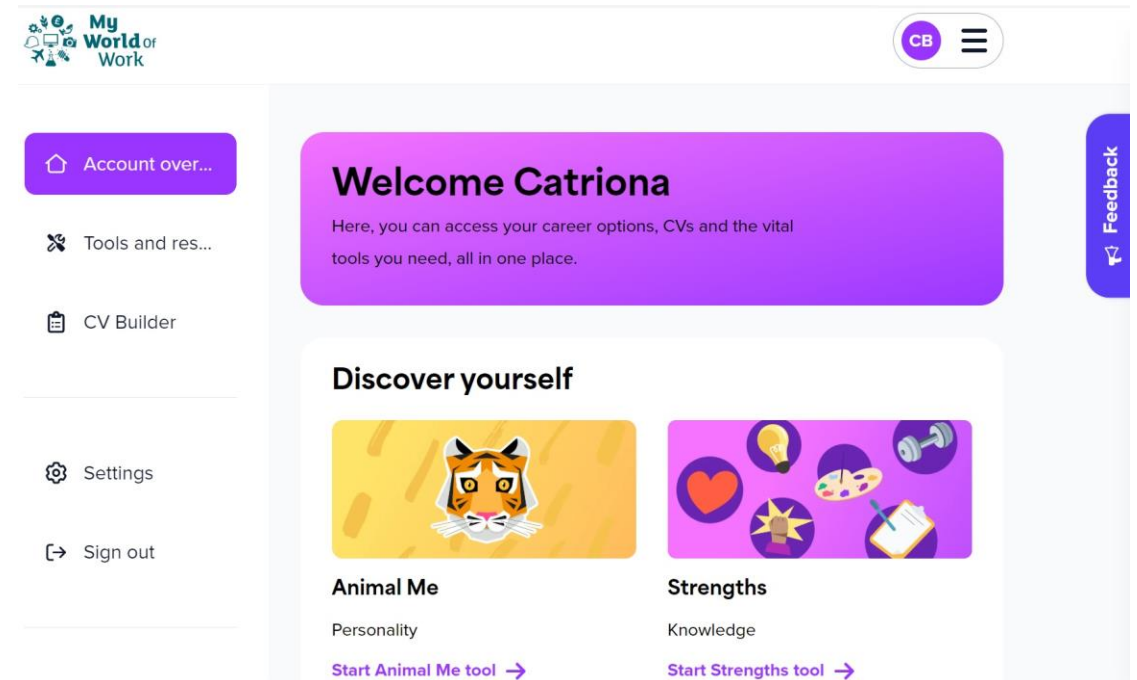 My
World OF
Work
CB
Account over...
Tools and res...
CV Builder
Settings
Sign out
Welcome Catriona
Here, you can access your career options, CVs and the vital
tools you need, all in one place.
Discover yourself
Animal Me
Personality
Start Animal Me tool →
Strengths
Knowledge
Start Strengths tool →
Feedback